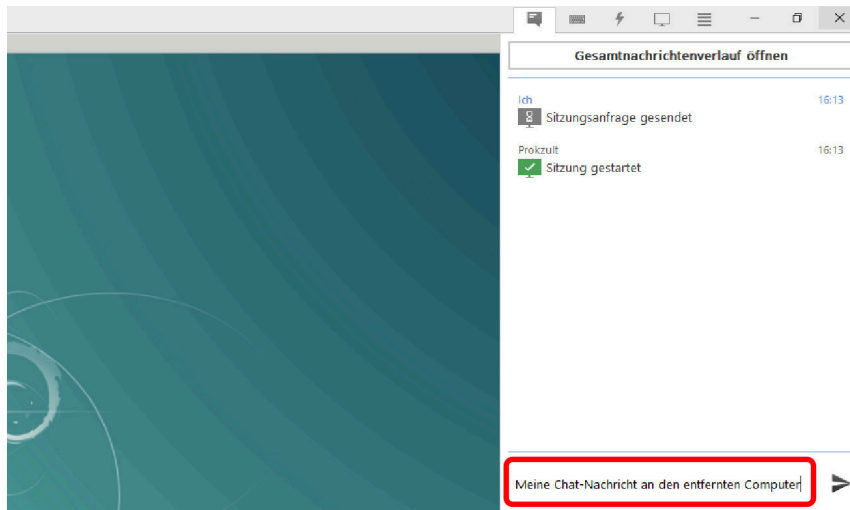 Gesamtnachrichtenverlauf öffnen
Ich 16:13
Sitzungsanfrage gesendet
Prokzult 16:13
Sitzung gestartet
Meine Chat-Nachricht an den entfernten Computer